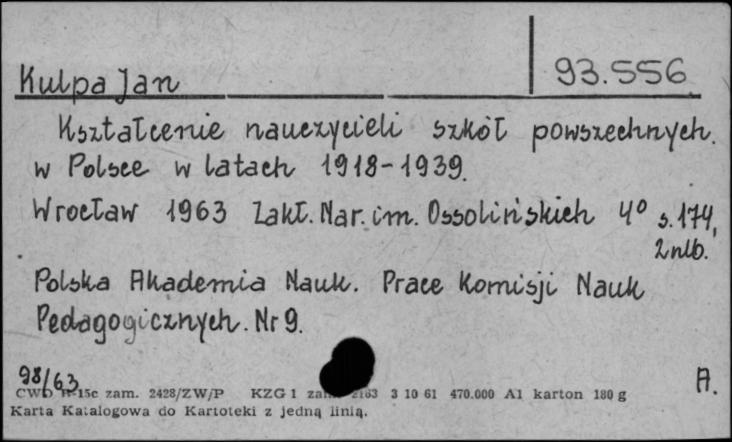 93.556
Kulpa Jan
Kształcenie nauczycieli szkół powszechnych.
w Polsce w latach 1918-1939.
Wrocław 1963 Zakł. Nar. im. Ossolińskich 4° s. 174,
2 nlb.
Polska Akademia Nauk. Prace Komisji Nauk
Pedagogicznych. Nr 9.
98/63
A.
CWD zam. 2428/ZW/P KZG 1 3 10 61 470.000 A1 karton 180 g
Karta Katalogowa do Kartoteki z jedną linią.